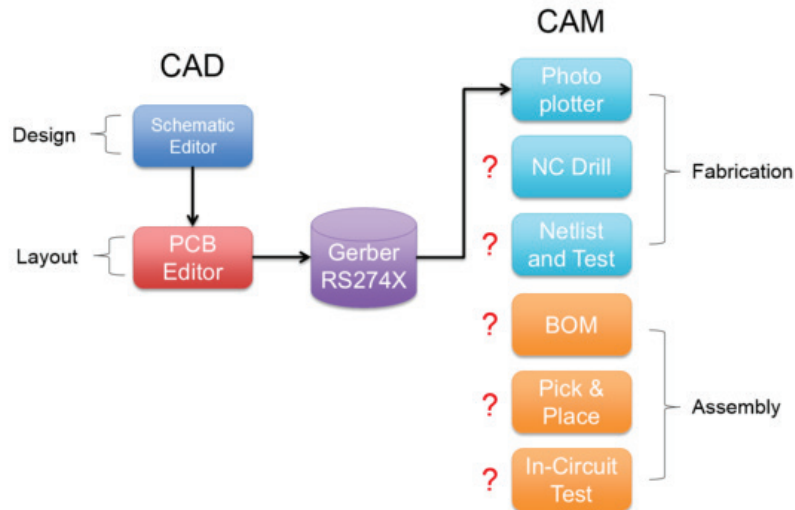 CAD
CAM
Design
Schematic
Editor
Layout
PCB
Editor
Gerber
RS274X
Photo
plotter
?
NC Drill
?
Netlist
and Test
Fabrication
?
BOM
?
Pick &
Place
?
In-Circuit
Test
Assembly